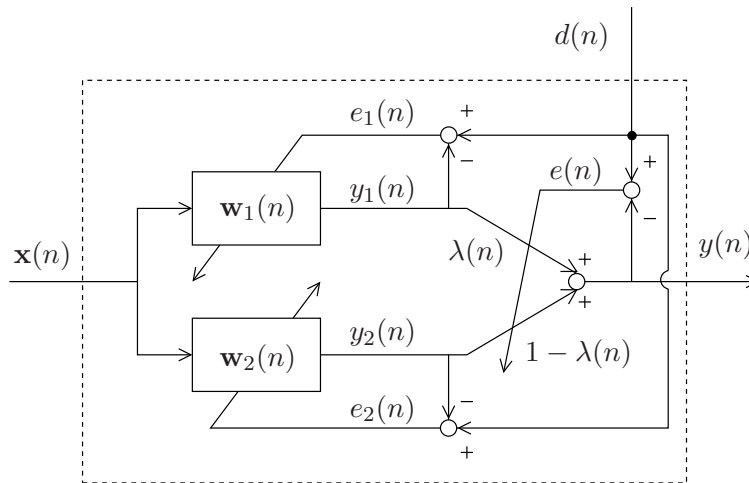 d(n)
e₁(n)
+
−
+
e(n)
−
𝐰₁(n)
y₁(n)
𝐱(n)
λ(n)
+
+
y(n)
𝐰₂(n)
y₂(n)
1 − λ(n)
e₂(n)
−
+